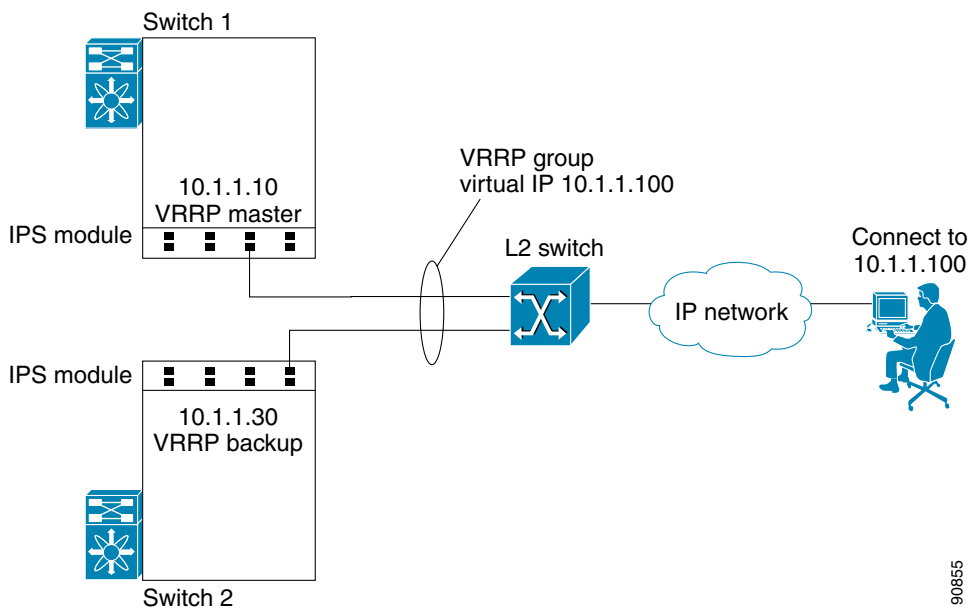 Switch 1
10.1.1.10
VRRP master
IPS module
VRRP group
virtual IP 10.1.1.100
L2 switch
IP network
Connect to
10.1.1.100
IPS module
10.1.1.30
VRRP backup
Switch 2
90855